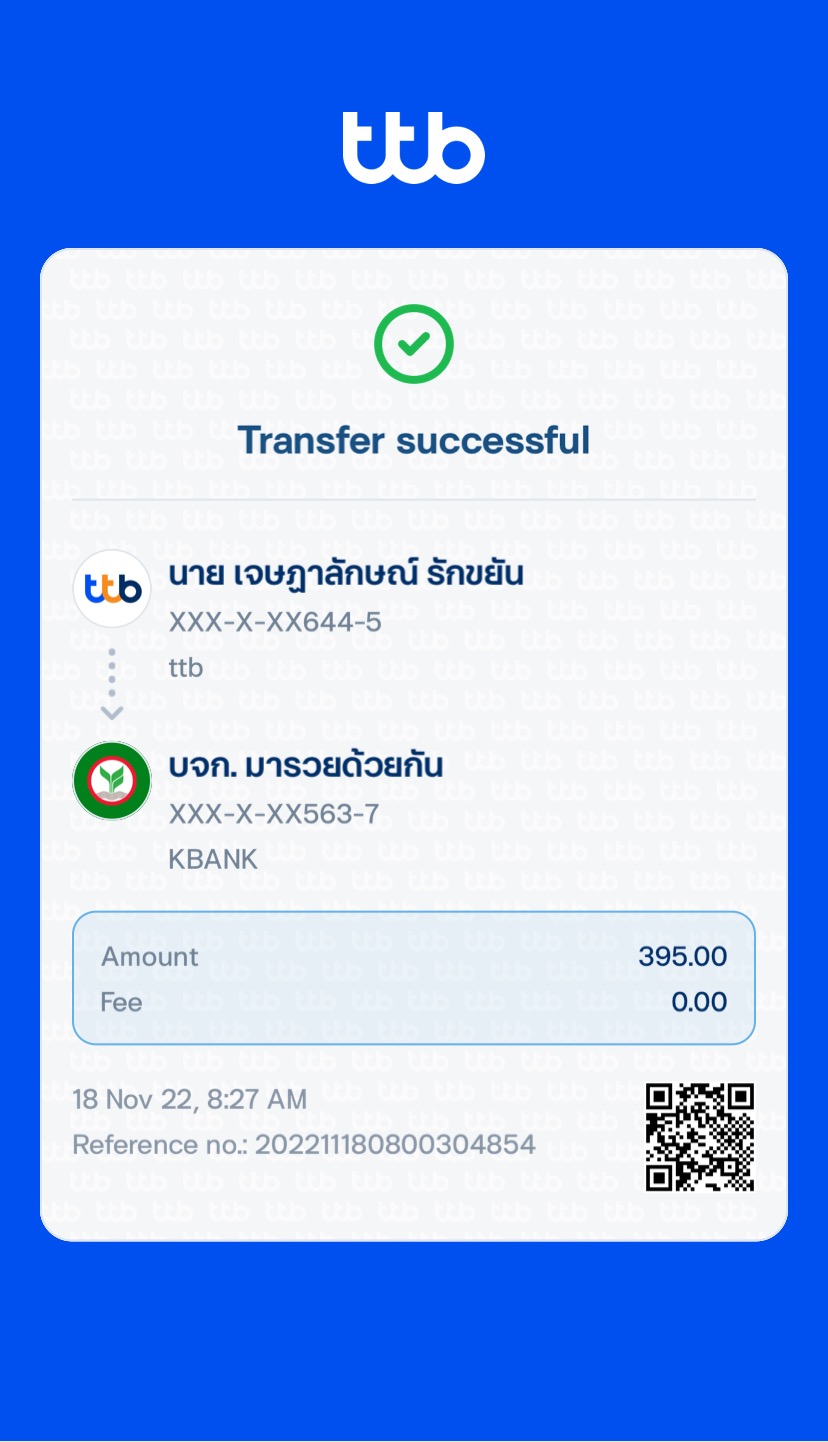 ttb
Transfer successful
ttb
นาย เจษฎาลักษณ์ รักขยัน
XXX-X-XX644-5
ttb
บจก. มารวยด้วยกัน
XXX-X-XX563-7
KBANK
Amount 395.00
Fee 0.00
18 Nov 22, 8:27 AM
Reference no.: 202211180800304854